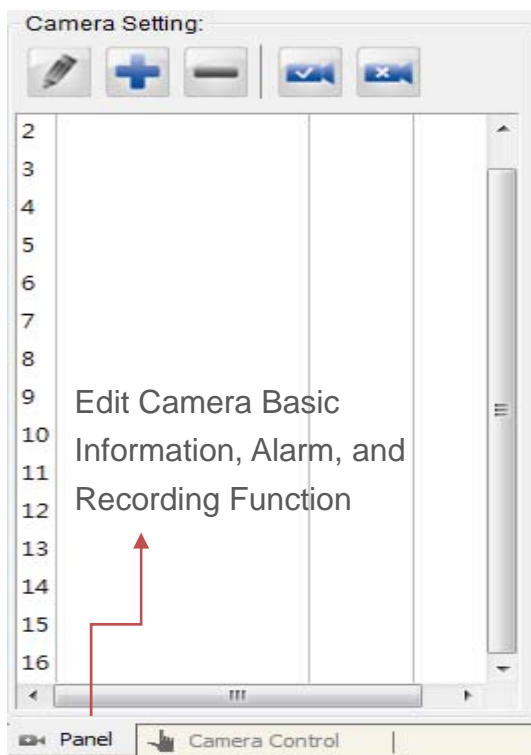 Camera Setting:
2
3
4
5
6
7
8
9
Edit Camera Basic
10
Information, Alarm, and
11
Recording Function
12
13
14
15
16
Panel
Camera Control